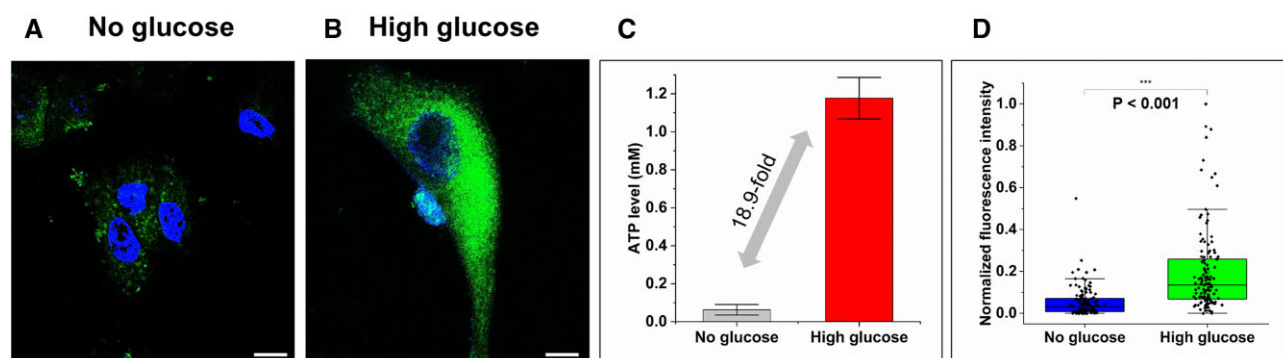 A No glucose
B High glucose
C
D
ATP level (mM)
1.2
1.0
0.8
0.6
0.4
0.2
0.0
18.9-fold
No glucose High glucose
Normalized fluorescence intensity
***
P < 0.001
1.0
0.8
0.6
0.4
0.2
0.0
No glucose High glucose